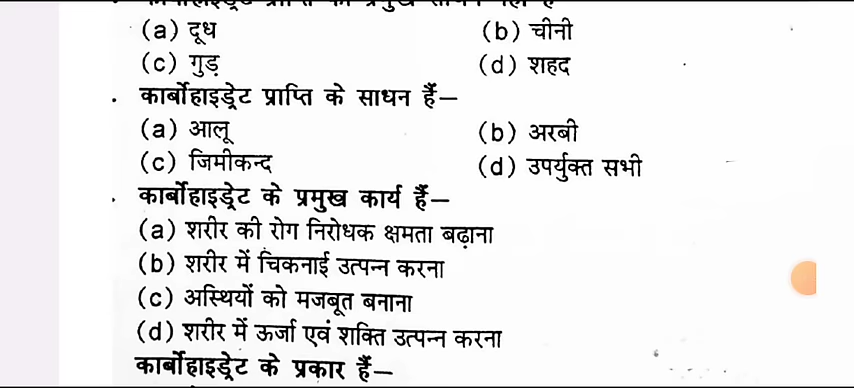 (a) दूध (b) चीनी
(c) गुड़ (d) शहद
. कार्बोहाइड्रेट प्राप्ति के साधन हैं—
(a) आलू (b) अरबी
(c) जिमीकन्द (d) उपर्युक्त सभी
. कार्बोहाइड्रेट के प्रमुख कार्य हैं—
(a) शरीर की रोग निरोधक क्षमता बढ़ाना
(b) शरीर में चिकनाई उत्पन्न करना
(c) अस्थियों को मजबूत बनाना
(d) शरीर में ऊर्जा एवं शक्ति उत्पन्न करना
कार्बोहाइड्रेट के प्रकार हैं—